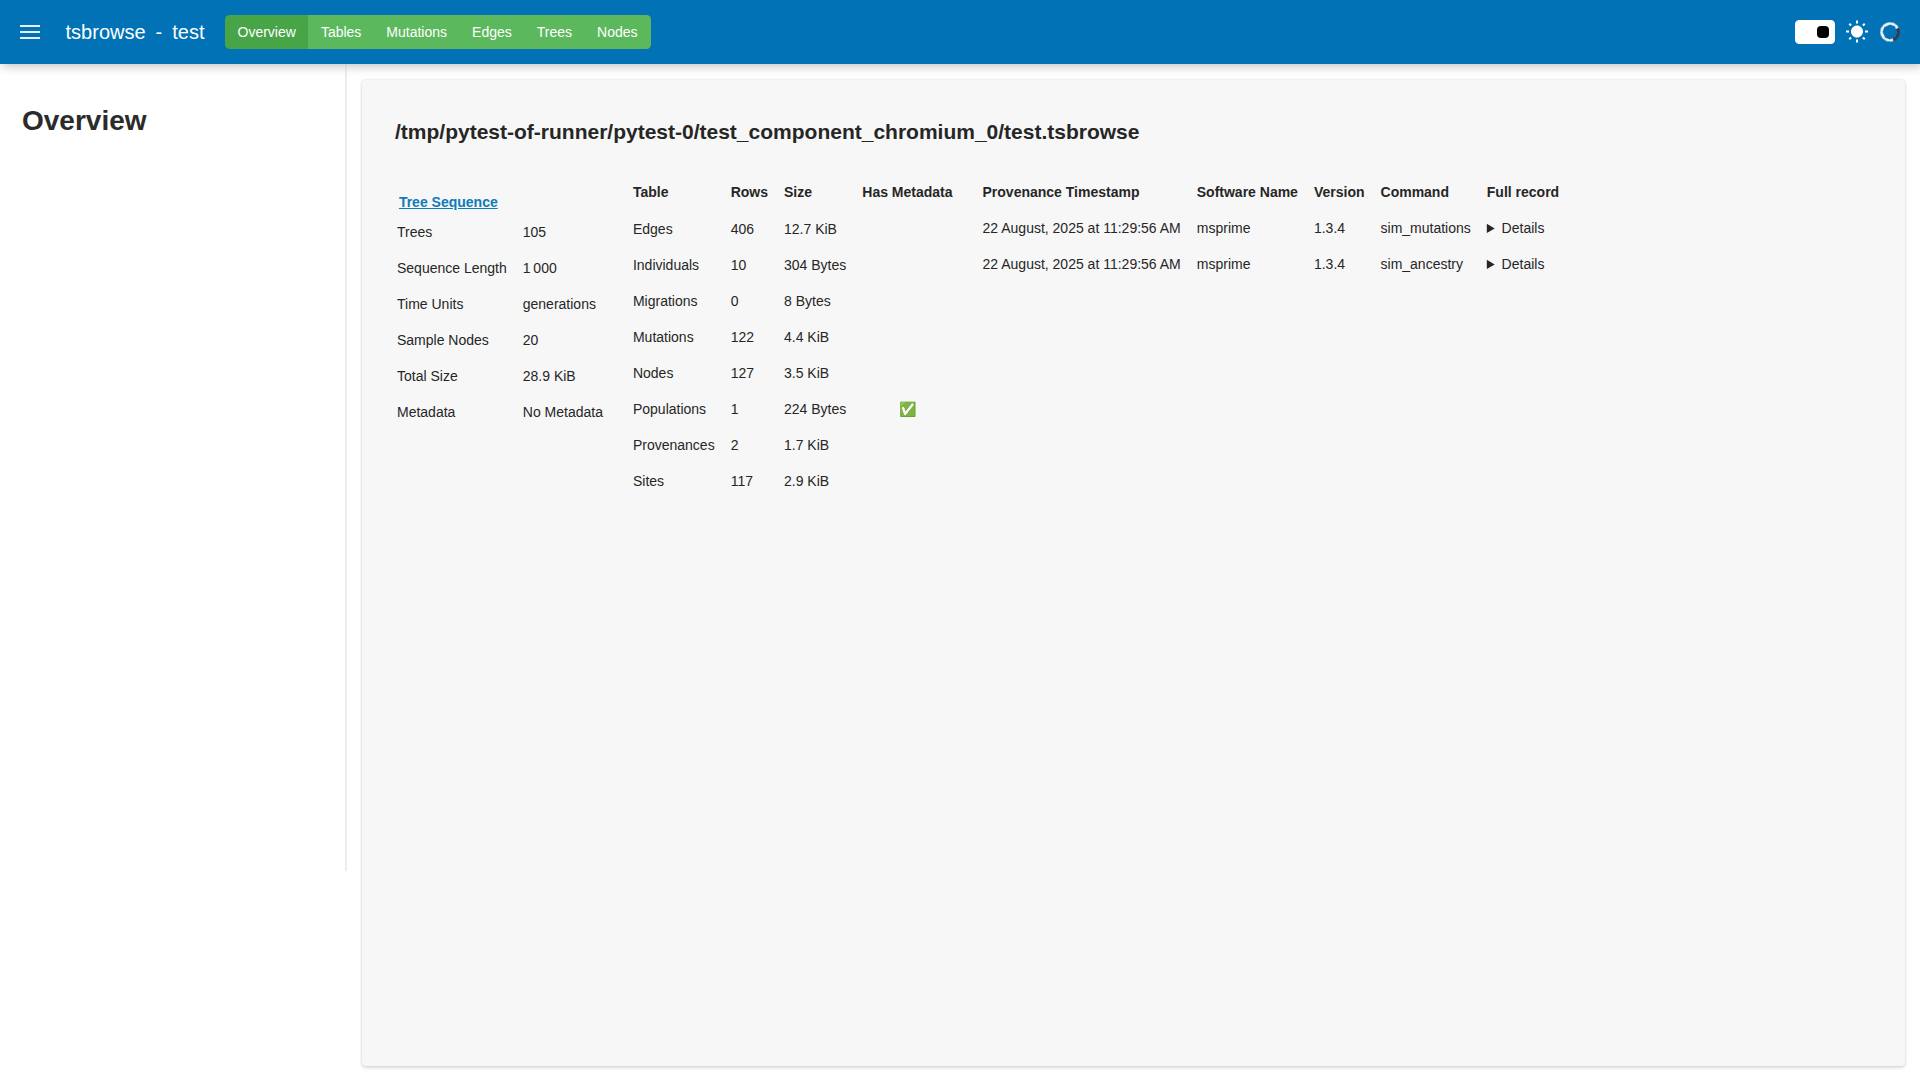 tsbrowse - test
Overview Tables Mutations Edges Trees Nodes
Overview
/tmp/pytest-of-runner/pytest-0/test_component_chromium_0/test.tsbrowse
Tree Sequence
Trees 105
Sequence Length 1 000
Time Units generations
Sample Nodes 20
Total Size 28.9 KiB
Metadata No Metadata
Table Rows Size Has Metadata
Edges 406 12.7 KiB
Individuals 10 304 Bytes
Migrations 0 8 Bytes
Mutations 122 4.4 KiB
Nodes 127 3.5 KiB
Populations 1 224 Bytes ✅
Provenances 2 1.7 KiB
Sites 117 2.9 KiB
Provenance Timestamp Software Name Version Command Full record
22 August, 2025 at 11:29:56 AM msprime 1.3.4 sim_mutations ▶ Details
22 August, 2025 at 11:29:56 AM msprime 1.3.4 sim_ancestry ▶ Details